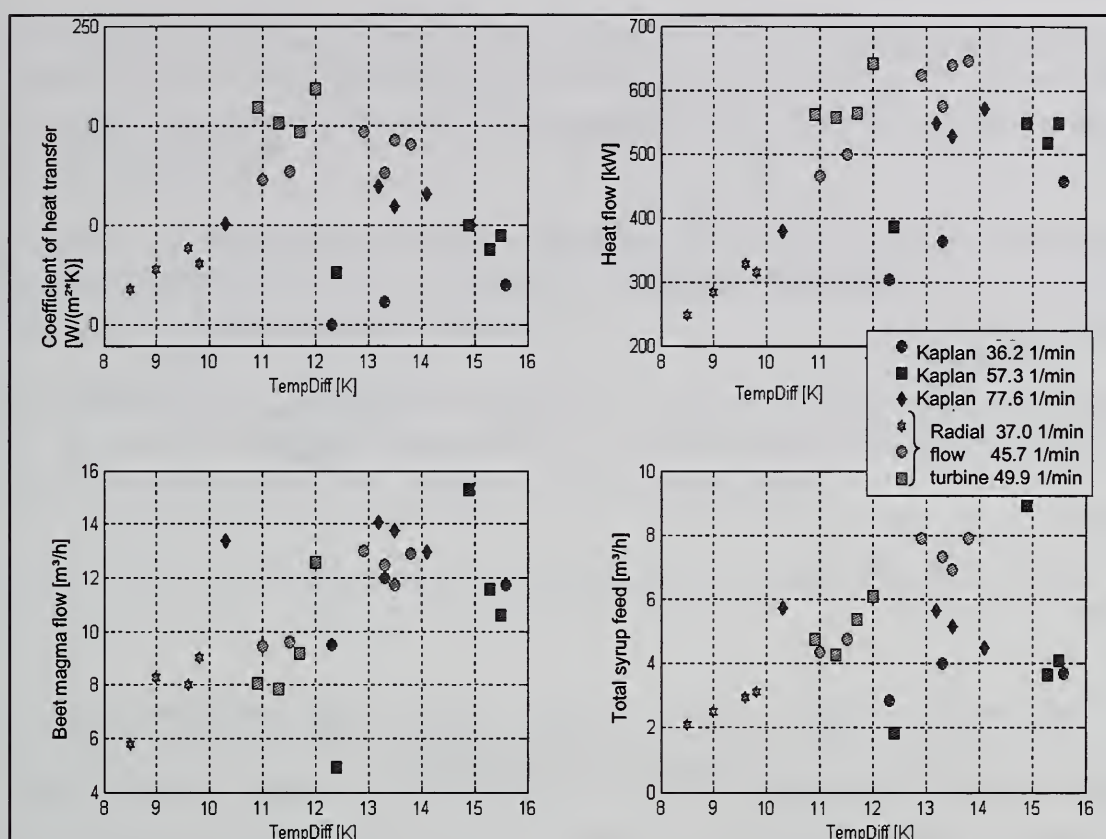 250
0
0
0
8 9 10 11 12 13 14 15 16
TempDiff [K]
Coefficient of heat transfer
[W/(m²*K)]
700
600
500
400
300
200
8 9 10 11 12
TempDiff [K]
Heat flow [kW]
Kaplan 36.2 1/min
Kaplan 57.3 1/min
Kaplan 77.6 1/min
Radial 37.0 1/min
flow 45.7 1/min
turbine 49.9 1/min
16
14
12
10
8
6
4
8 9 10 11 12 13 14 15 16
TempDiff [K]
Beet magma flow [m³/h]
10
8
6
4
2
0
8 9 10 11 12 13 14 15 16
TempDiff [K]
Total syrup feed [m³/h]